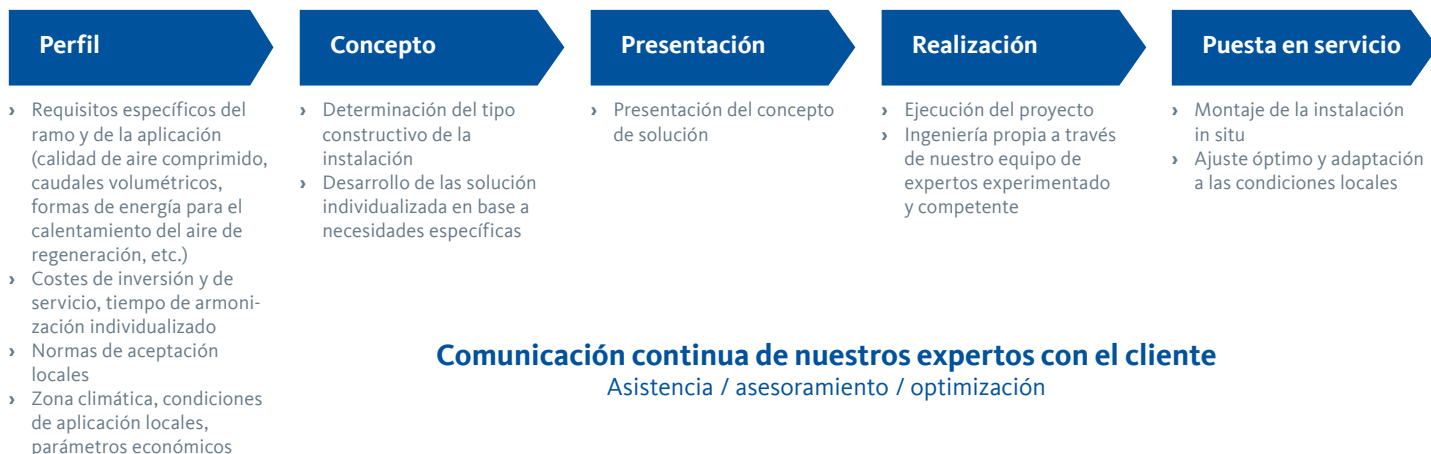 Perfil
› Requisitos específicos del
ramo y de la aplicación
(calidad de aire comprimido,
caudales volumétricos,
formas de energía para el
calentamiento del aire de
regeneración, etc.)
› Costes de inversión y de
servicio, tiempo de armoni-
zación individualizado
› Normas de aceptación
locales
› Zona climática, condiciones
de aplicación locales,
parámetros económicos
Concepto
› Determinación del tipo
constructivo de la
instalación
› Desarrollo de las solución
individualizada en base a
necesidades específicas
Presentación
› Presentación del concepto
de solución
Realización
› Ejecución del proyecto
› Ingeniería propia a través
de nuestro equipo de
expertos experimentado
y competente
Puesta en servicio
› Montaje de la instalación
in situ
› Ajuste óptimo y adaptación
a las condiciones locales
Comunicación continua de nuestros expertos con el cliente
Asistencia / asesoramiento / optimización